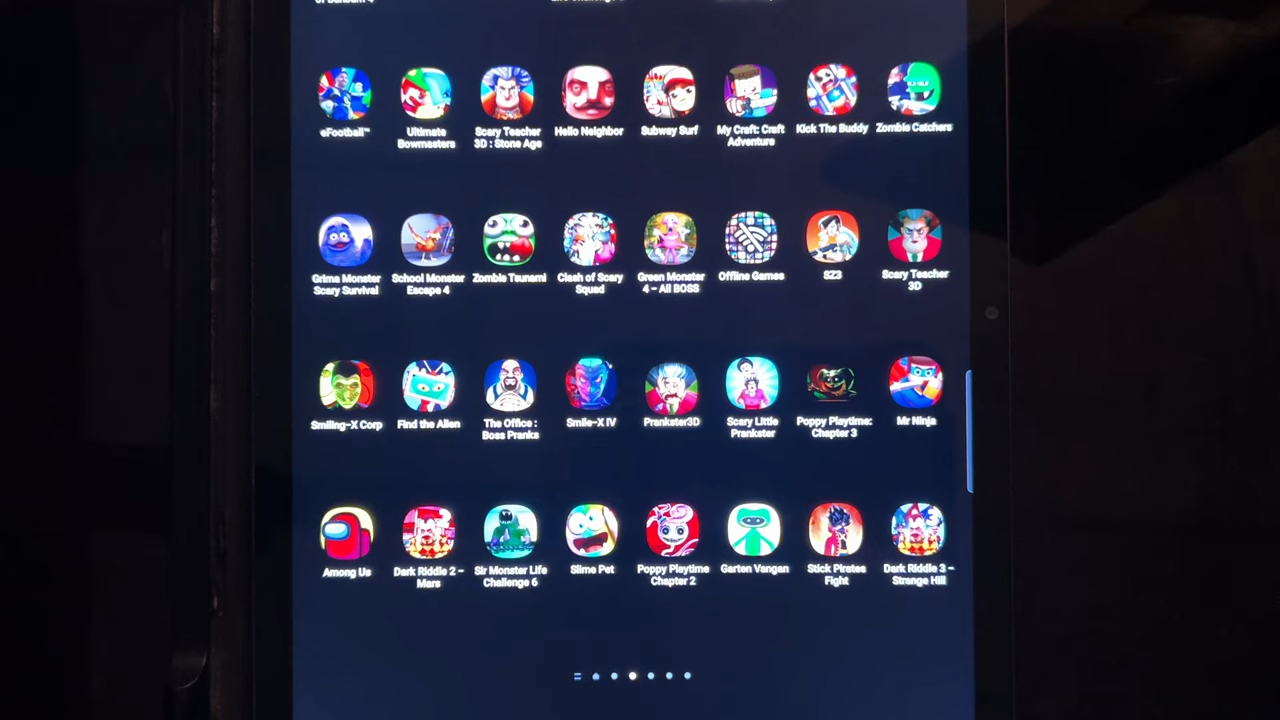 eFootball™
Ultimate
Bowmasters
Scary Teacher
3D : Stone Age
Hello Neighbor
Subway Surf
My Craft: Craft
Adventure
Kick The Buddy
Zombie Catchers
Grima Monster
Scary Survival
School Monster
Escape 4
Zombie Tsunami
Clash of Scary
Squad
Green Monster
4 - All BOSS
Offline Games
SZ3
Scary Teacher
3D
Smiling-X Corp
Find the Alien
The Office :
Boss Pranks
Smile-X IV
Prankster3D
Scary Little
Prankster
Poppy Playtime:
Chapter 3
Mr Ninja
Among Us
Dark Riddle 2 -
Mars
Sir Monster Life
Challenge 6
Slime Pet
Poppy Playtime
Chapter 2
Garten Vangan
Stick Pirates
Fight
Dark Riddle 3 -
Strange Hill